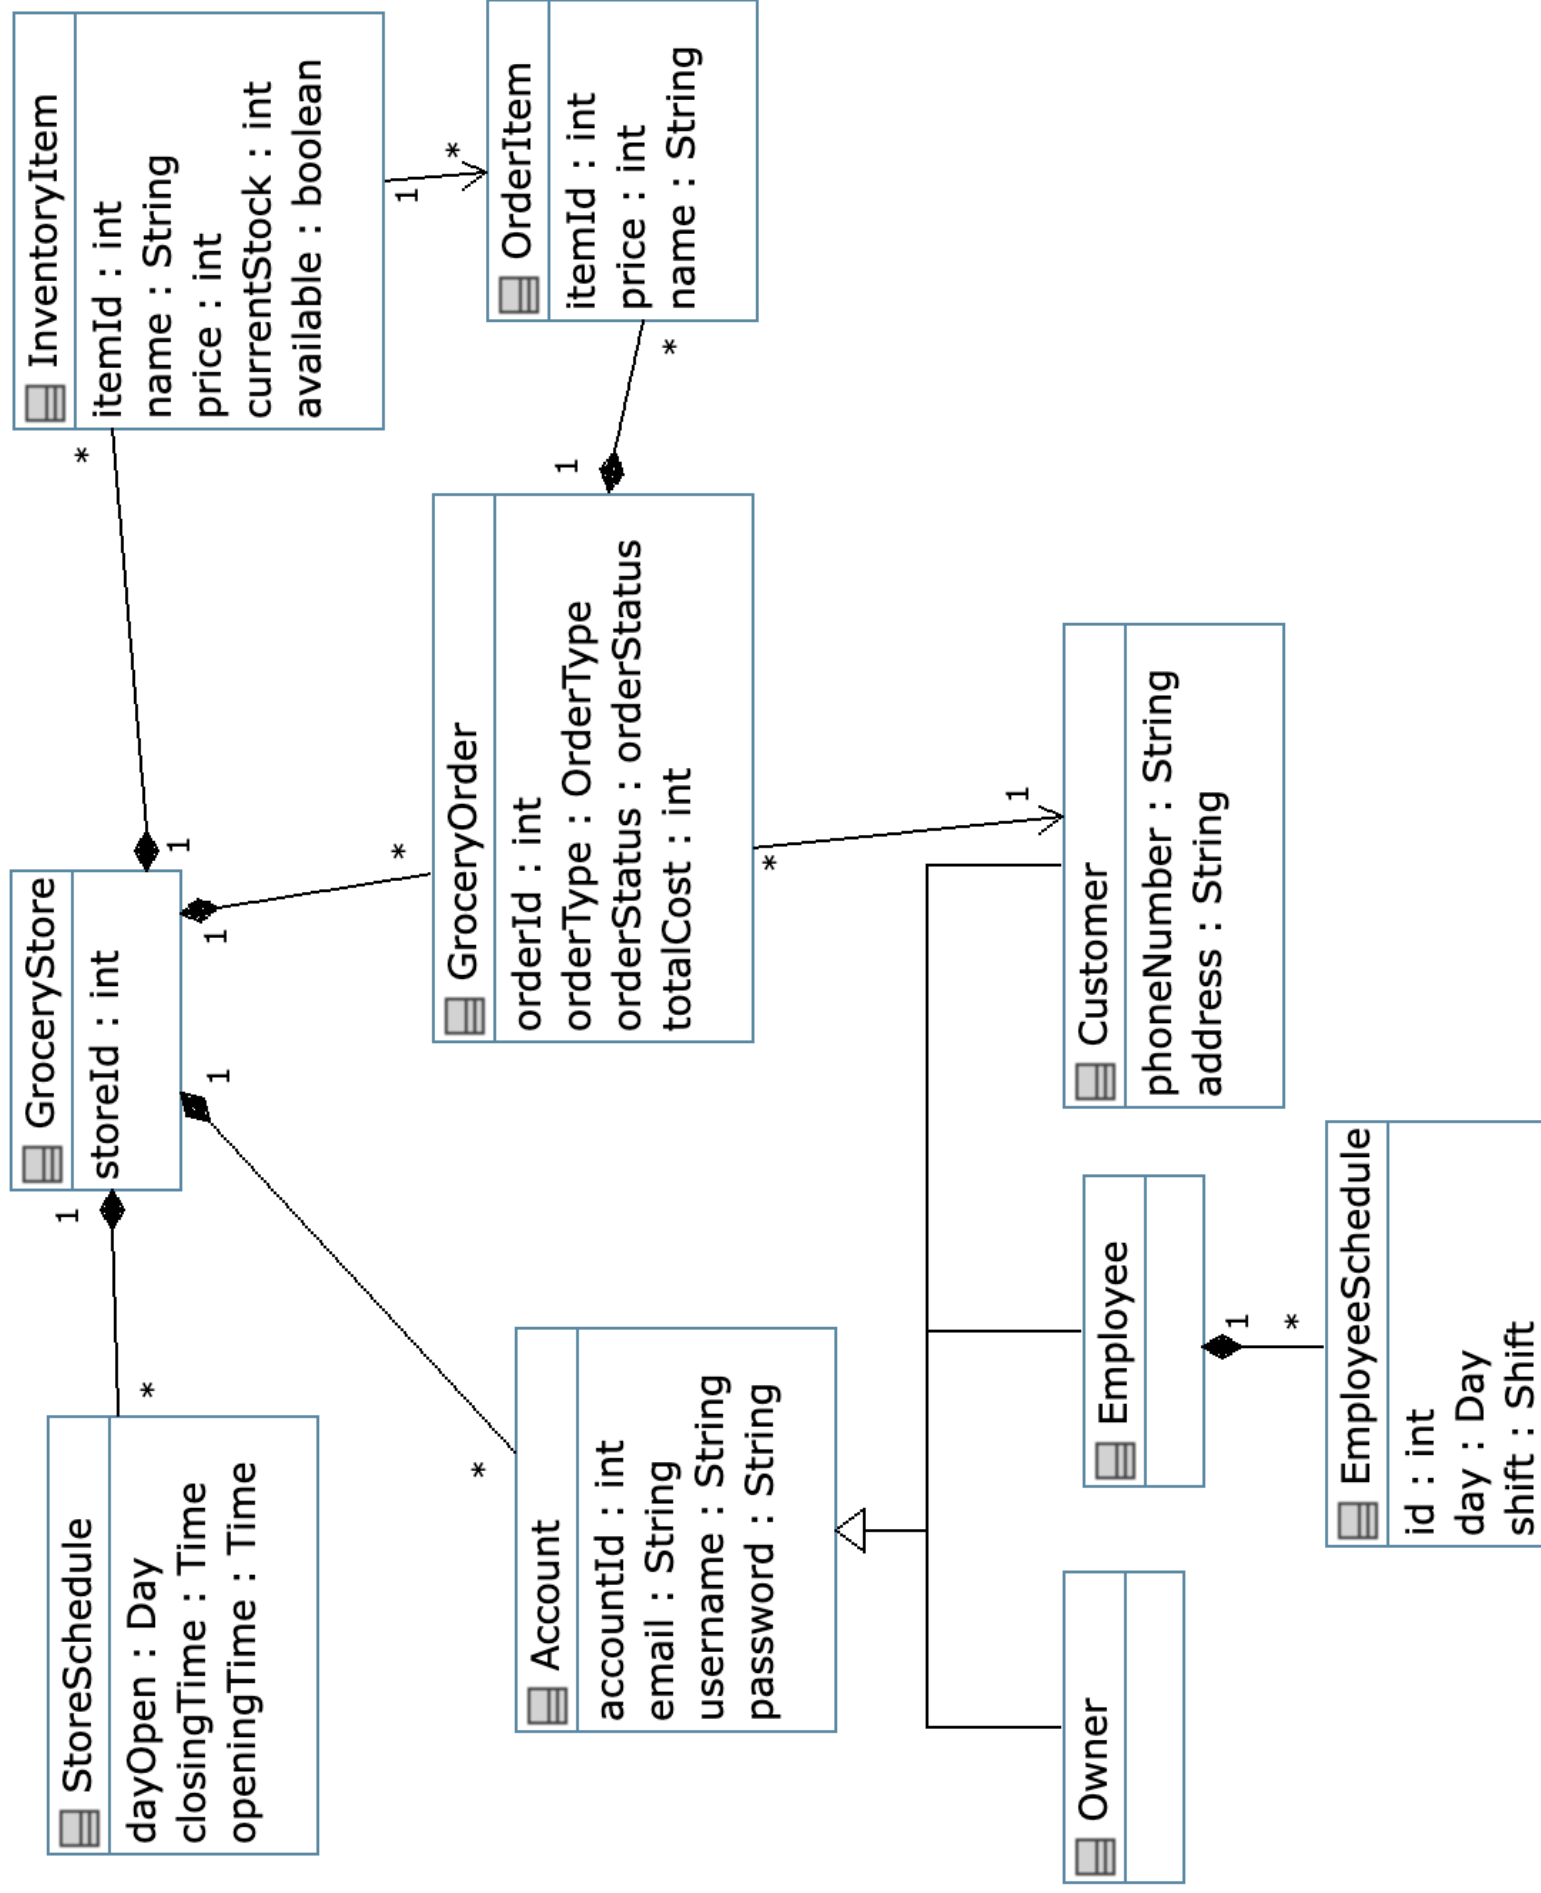 GroceryStore
storeId : int
1
1
1
1
StoreSchedule
dayOpen : Day
closingTime : Time
openingTime : Time
*
InventoryItem
itemId : int
name : String
price : int
currentStock : int
available : boolean
*
1
*
OrderItem
itemId : int
price : int
name : String
*
1
GroceryOrder
orderId : int
orderType : OrderType
orderStatus : orderStatus
totalCost : int
*
*
1
Account
accountId : int
email : String
username : String
password : String
*
Owner
Employee
1
*
Customer
phoneNumber : String
address : String
EmployeeSchedule
id : int
day : Day
shift : Shift